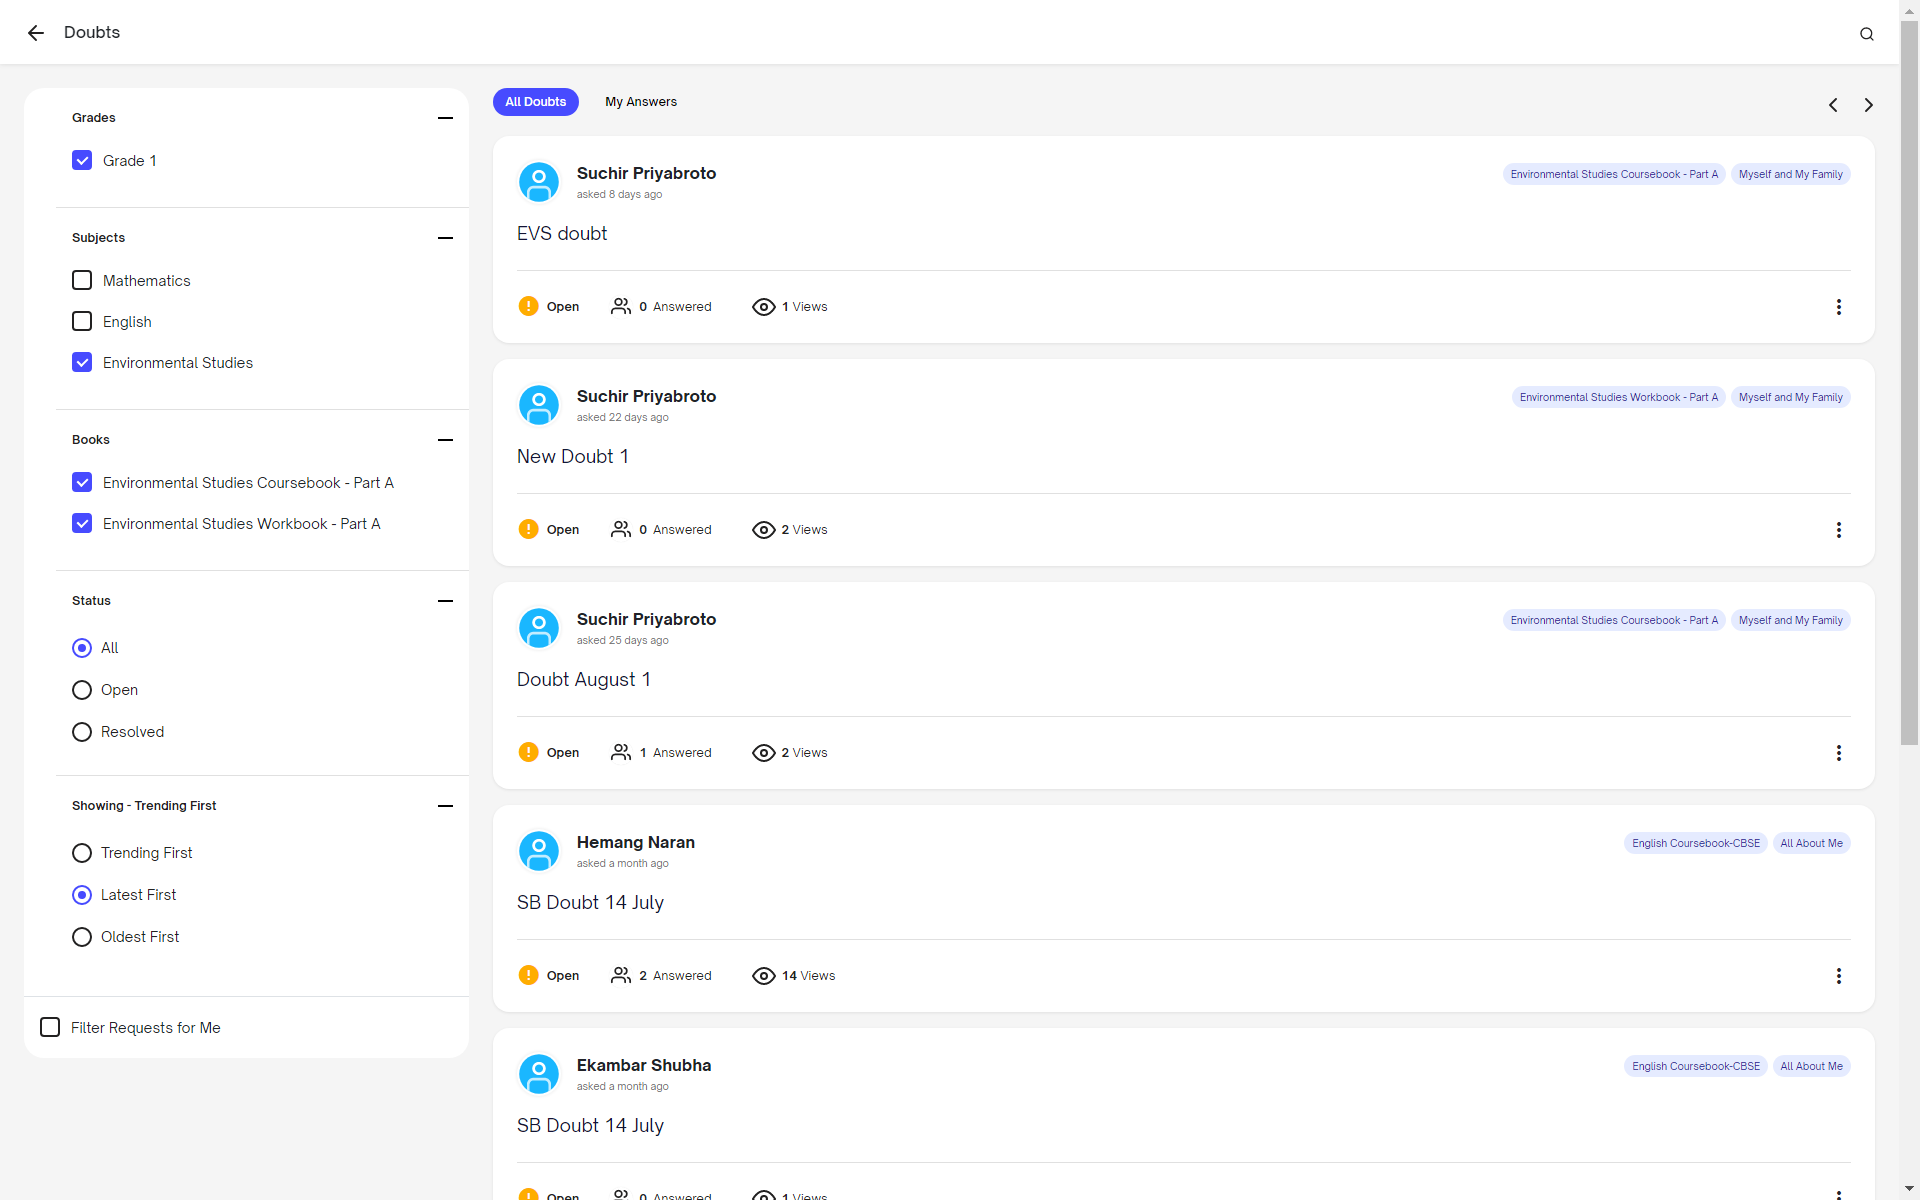 Doubts
Grades
Grade 1
Subjects
Mathematics
English
Environmental Studies
Books
Environmental Studies Coursebook - Part A
Environmental Studies Workbook - Part A
Status
All
Open
Resolved
Showing - Trending First
Trending First
Latest First
Oldest First
Filter Requests for Me
All Doubts My Answers
Suchir Priyabroto
asked 8 days ago
Environmental Studies Coursebook - Part A Myself and My Family
EVS doubt
Open 0 Answered 1 Views
Suchir Priyabroto
asked 22 days ago
Environmental Studies Workbook - Part A Myself and My Family
New Doubt 1
Open 0 Answered 2 Views
Suchir Priyabroto
asked 25 days ago
Environmental Studies Coursebook - Part A Myself and My Family
Doubt August 1
Open 1 Answered 2 Views
Hemang Naran
asked a month ago
English Coursebook-CBSE All About Me
SB Doubt 14 July
Open 2 Answered 14 Views
Ekambar Shubha
asked a month ago
English Coursebook-CBSE All About Me
SB Doubt 14 July
Open 0 Answered 1 Views